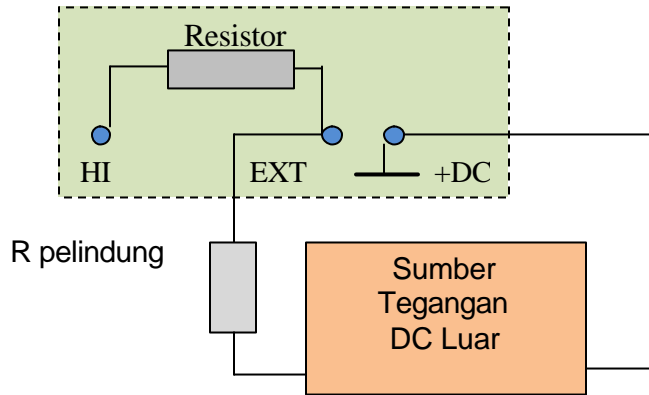 Resistor
HI
EXT
+DC
R pelindung
Sumber
Tegangan
DC Luar